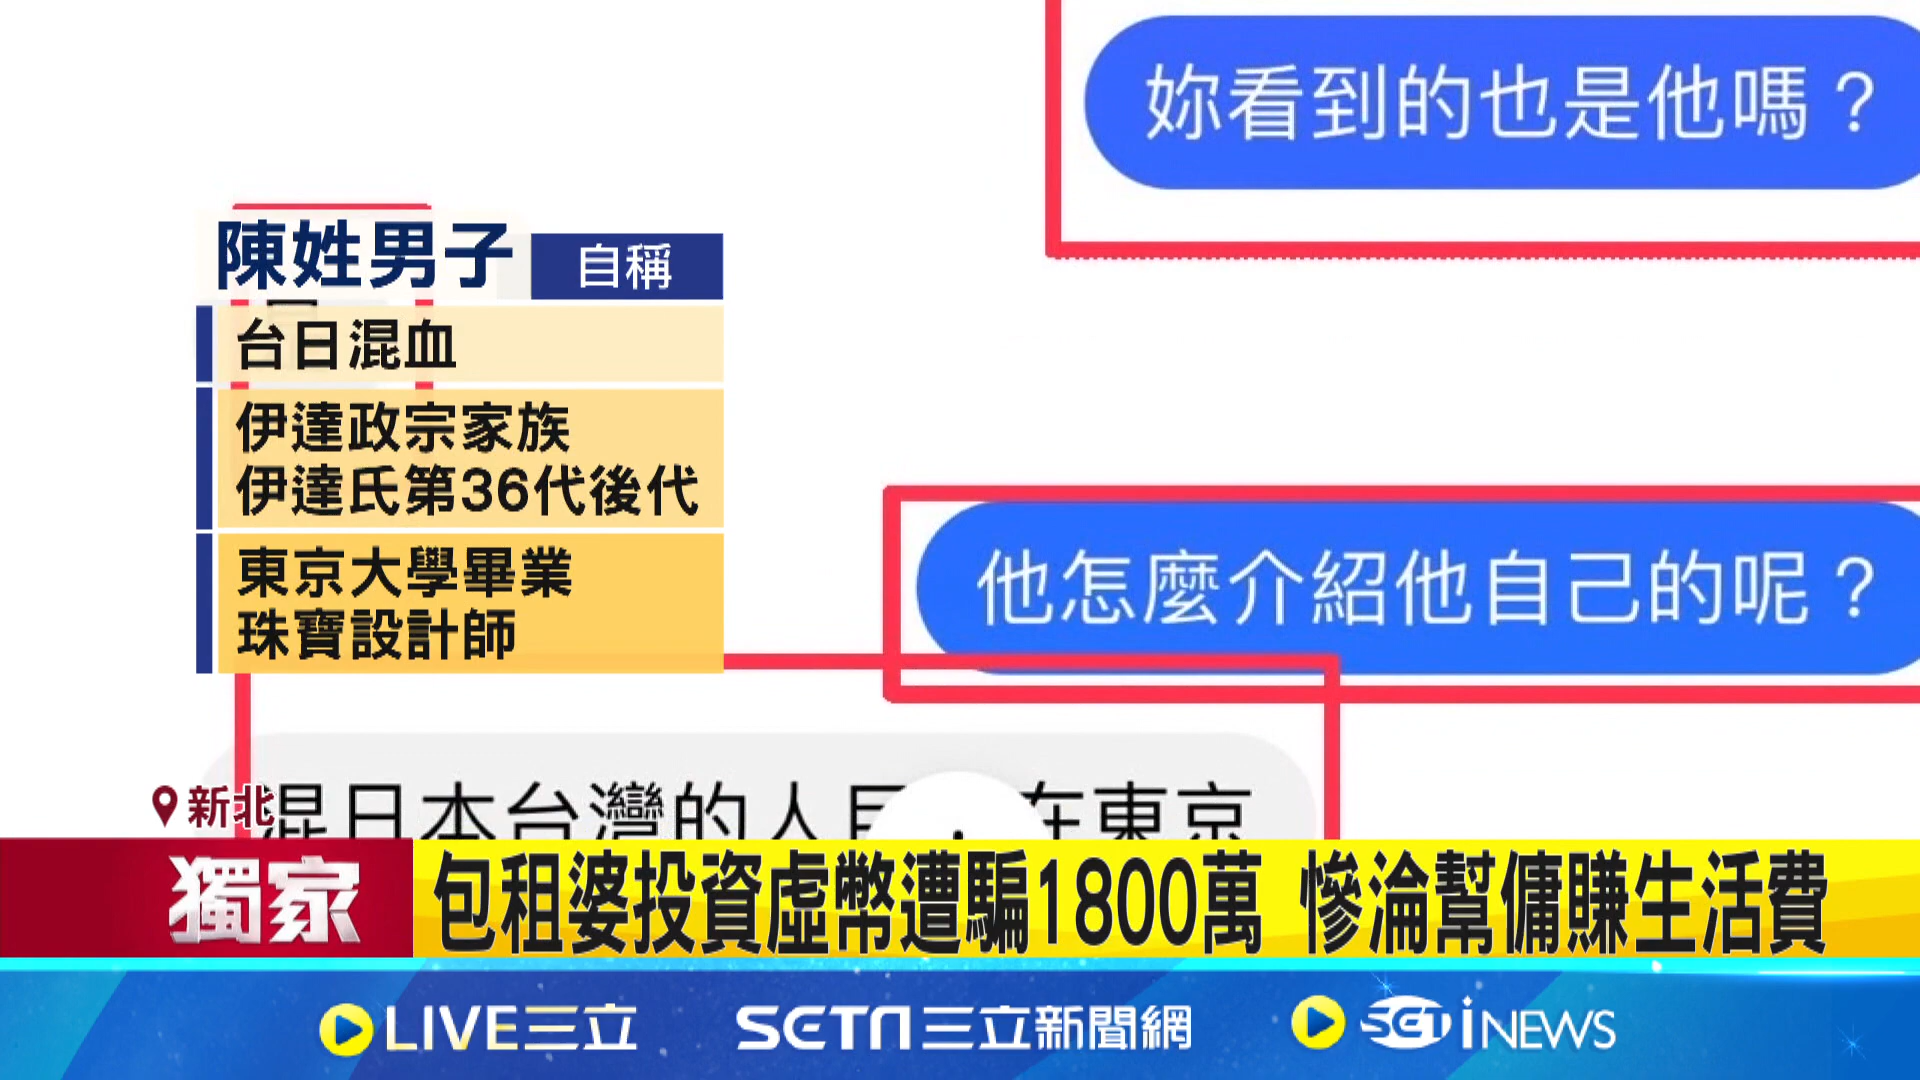 妳看到的也是他嗎？
陳姓男子 自稱
台日混血
伊達政宗家族
伊達氏第36代後代
東京大學畢業
珠寶設計師
他怎麼介紹他自己的呢？
混日本台灣的人 在東京
新北
獨家 包租婆投資虛幣遭騙1800萬 慘淪幫傭賺生活費
LIVE三立 SETN三立新聞網 SETiNEWS